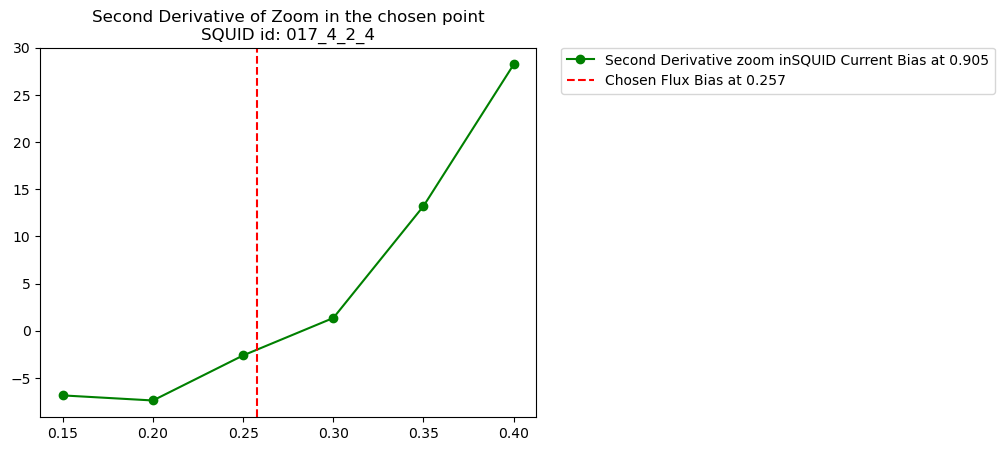 Second Derivative of Zoom in the chosen point
SQUID id: 017_4_2_4
30
25
20
15
10
5
0
−5
0.15 0.20 0.25 0.30 0.35 0.40
Second Derivative zoom inSQUID Current Bias at 0.905
Chosen Flux Bias at 0.257